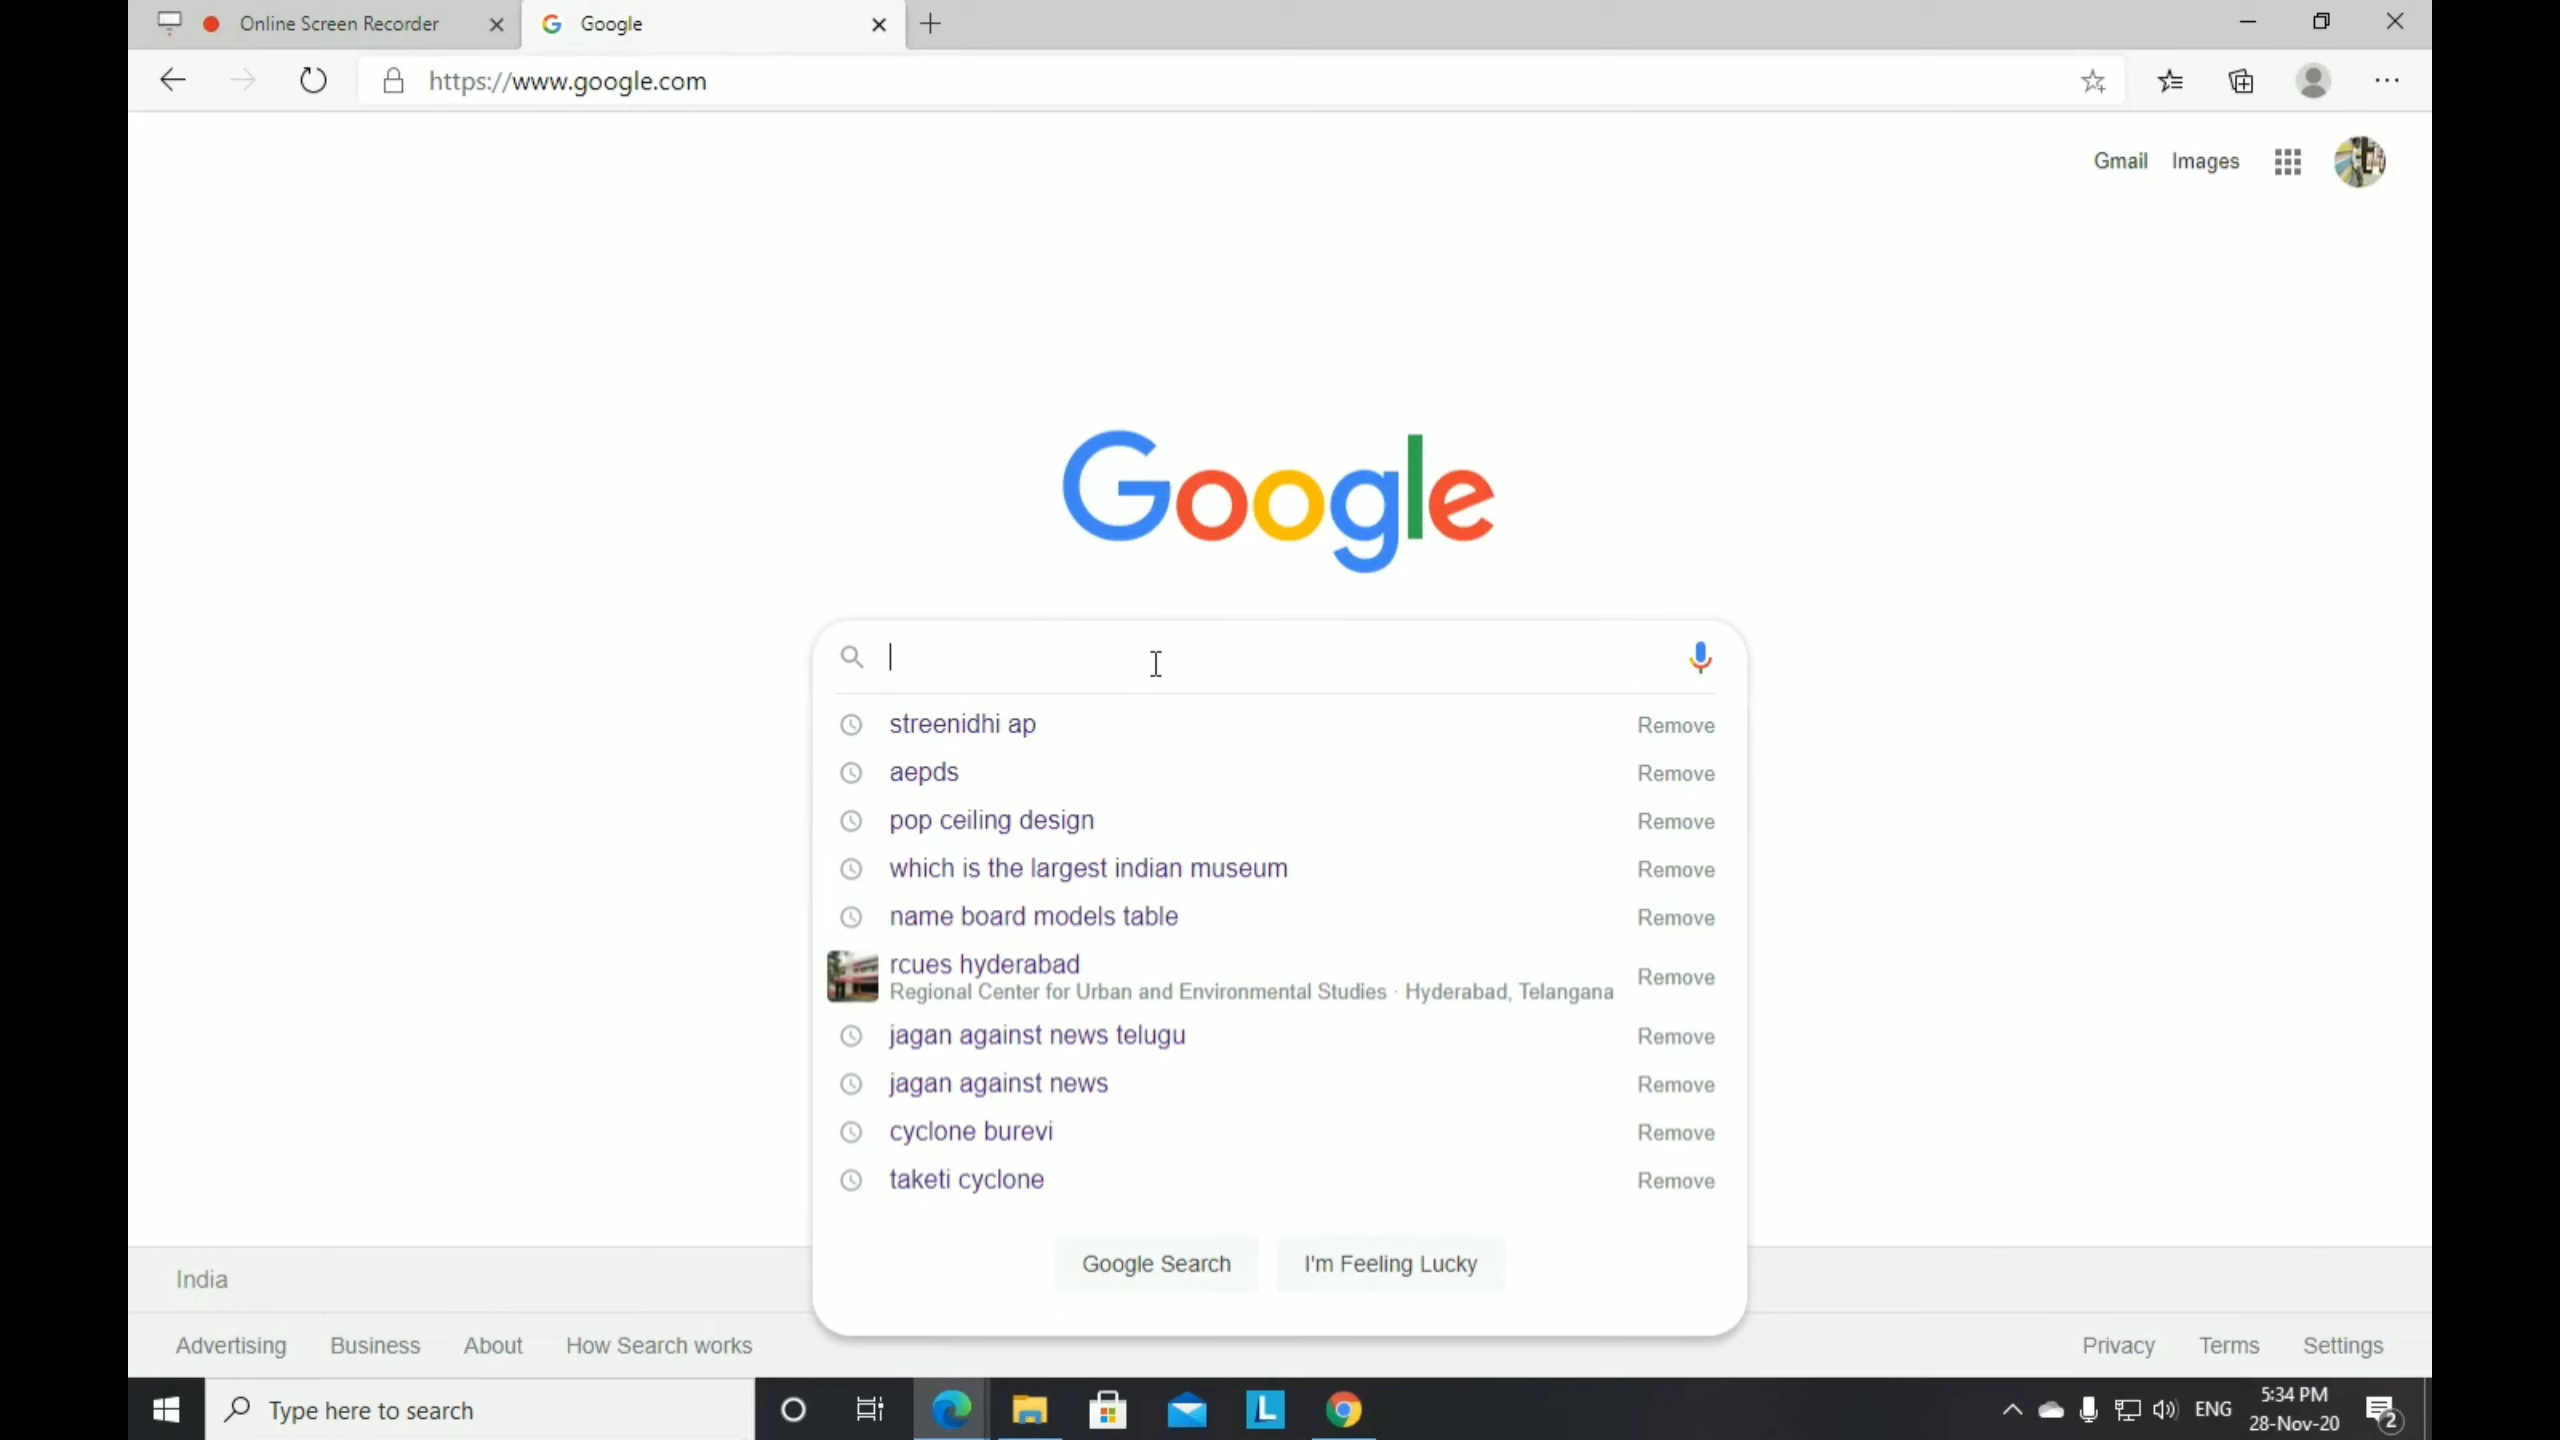 Online Screen Recorder
Google
https://www.google.com
Gmail Images
Google
streenidhi ap Remove
aepds Remove
pop ceiling design Remove
which is the largest indian museum Remove
name board models table Remove
rcues hyderabad
Regional Center for Urban and Environmental Studies · Hyderabad, Telangana Remove
jagan against news telugu Remove
jagan against news Remove
cyclone burevi Remove
taketi cyclone Remove
Google Search I'm Feeling Lucky
India
Advertising Business About How Search works Privacy Terms Settings
Type here to search
L
ENG
5:34 PM
28-Nov-20
2